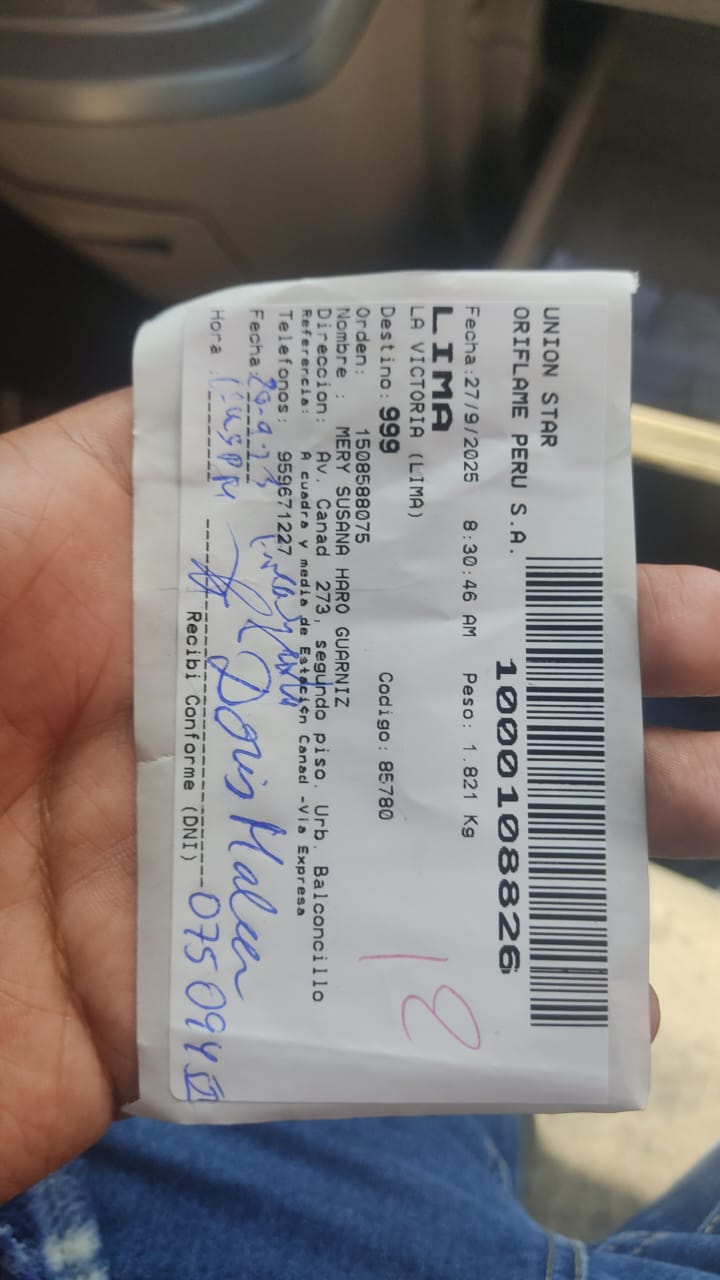 UNION STAR
ORIFLAME PERU S.A.
1000108826
Fecha:27/9/2025 8:30:46 AM Peso: 1.821 Kg
LIMA
LA VICTORIA (LIMA)
Destino: 999 Codigo: 85780
Orden: 1508588075
Nombre : MERY SUSANA HARO GUARNIZ
Direccion: Av. Canad 273, segundo piso. Urb. Balconcillo
Referencia: A cuadra y media de Estación Canad -Via Expresa
Telefonos: 959671227
Fecha:
Hora :
Doris
Recibi Conforme (DNI)
18